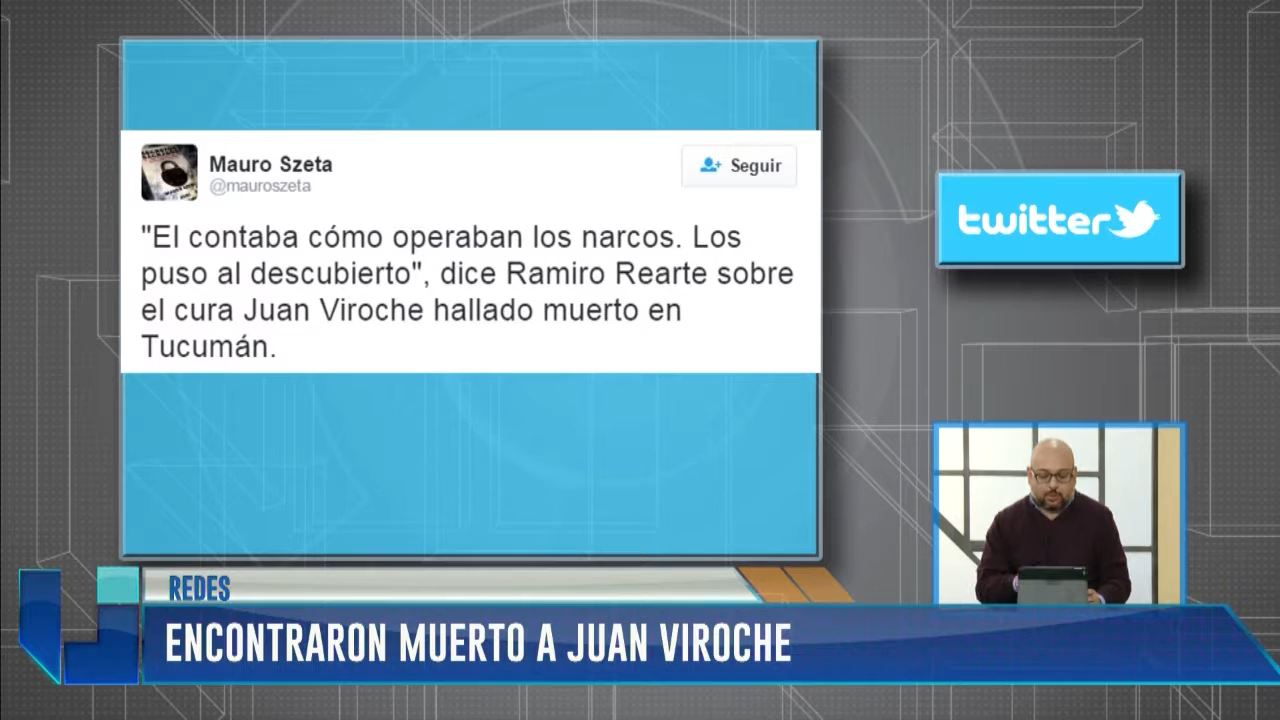 Mauro Szeta
@mauroszeta
Seguir
"El contaba cómo operaban los narcos. Los
puso al descubierto", dice Ramiro Rearte sobre
el cura Juan Viroche hallado muerto en
Tucumán.
twitter
REDES
ENCONTRARON MUERTO A JUAN VIROCHE